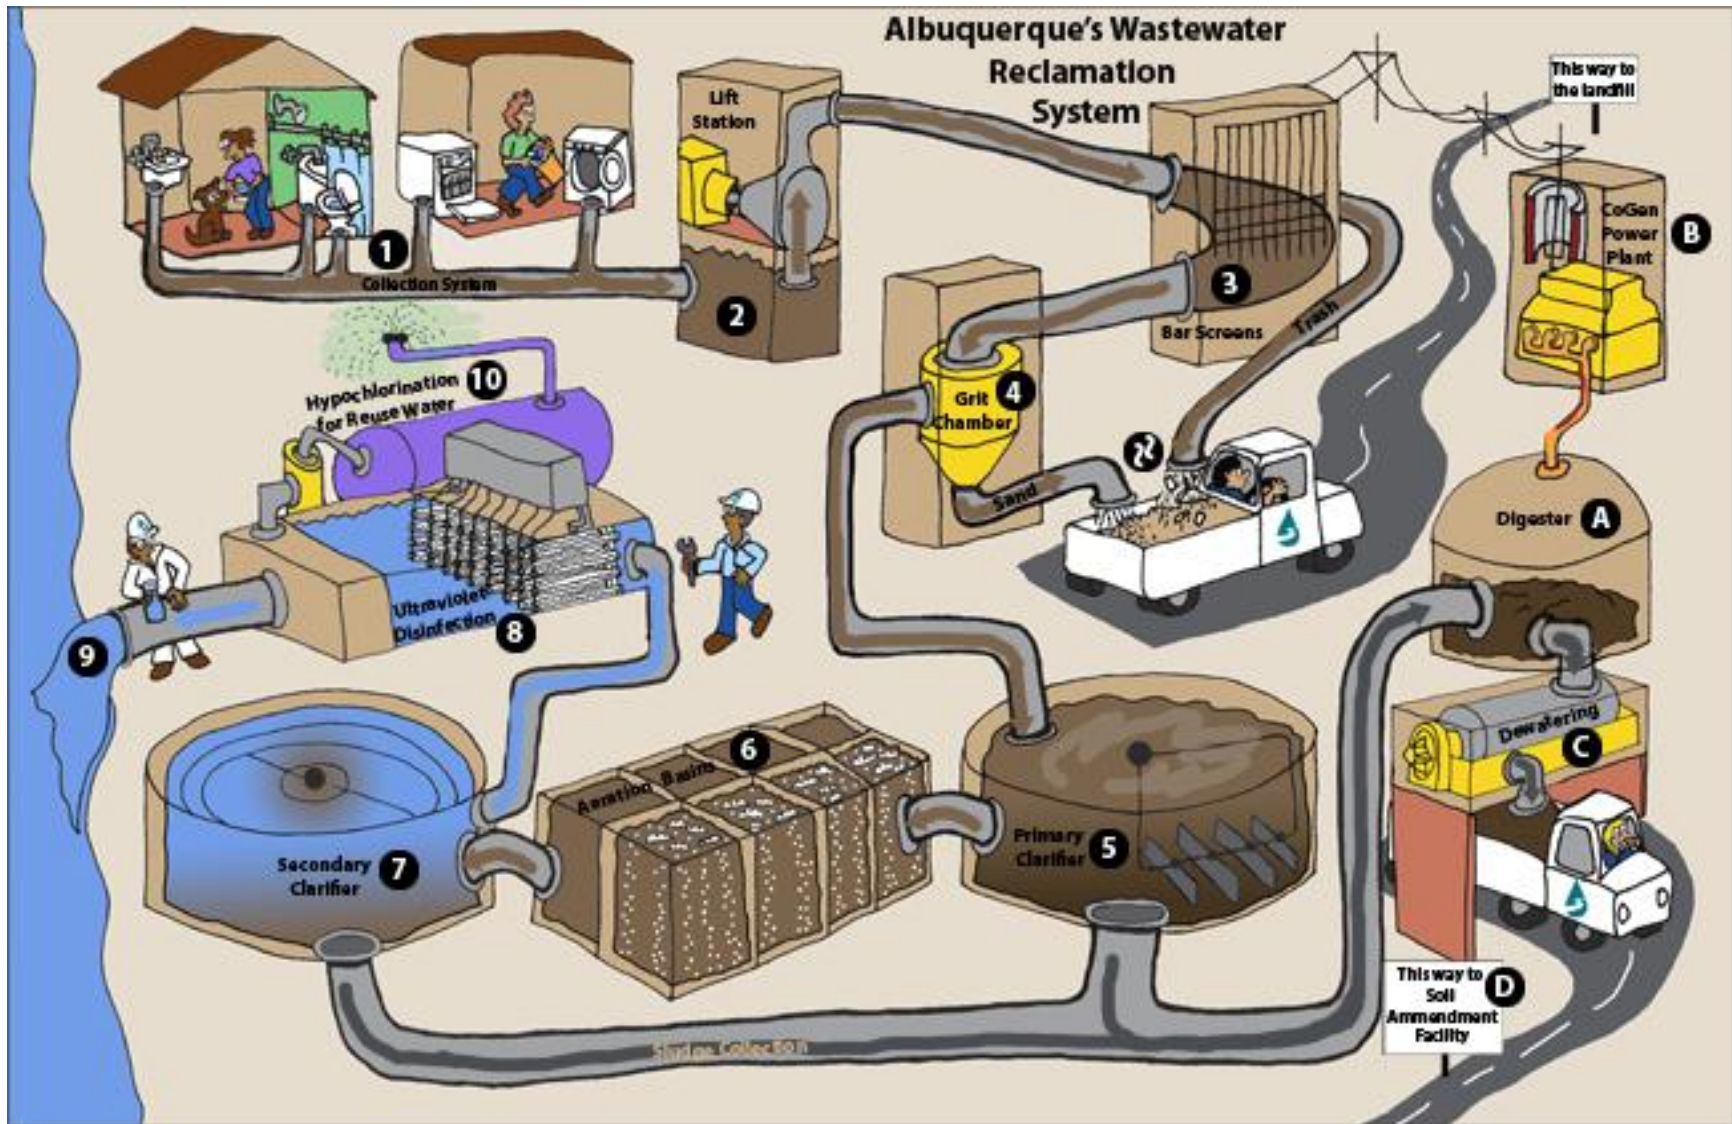 Albuquerque's Wastewater
Reclamation
System
This way to
the landfill
Lift
Station
CoGen
Power
Plant
B
1
Collection System
2
3
Bar Screens
Trash
Hypochlorination
for Reuse Water
10
4
Grit
Chamber
Sand
Digester
A
Ultraviolet
Disinfection
8
9
Dewatering
C
6
Aeration Basins
Primary
Clarifier
5
Secondary
Clarifier
7
This way to
Soil
Ammendment
Facility
D
Sludge Collection